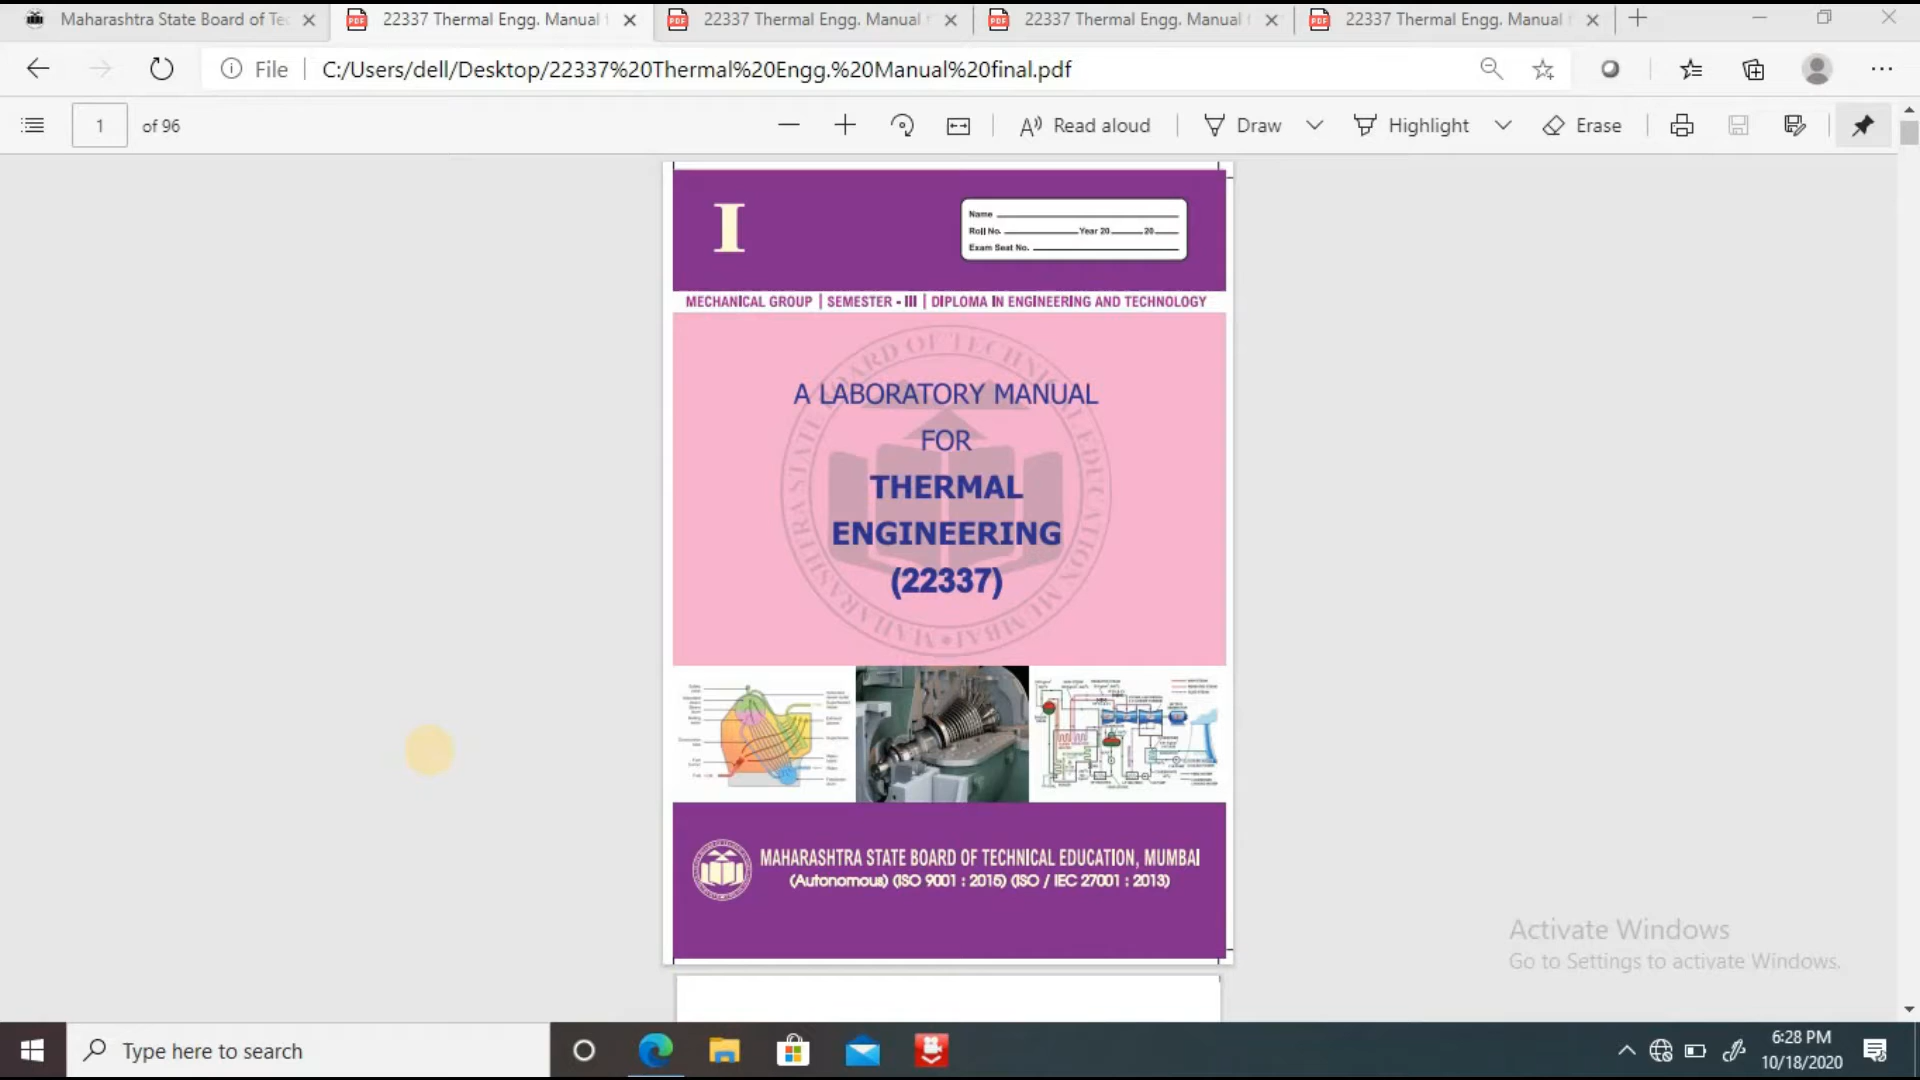 Maharashtra State Board of Te
22337 Thermal Engg. Manual
22337 Thermal Engg. Manual
22337 Thermal Engg. Manual
22337 Thermal Engg. Manual
File
C:/Users/dell/Desktop/22337%20Thermal%20Engg.%20Manual%20final.pdf
1 of 96
Read aloud
Draw
Highlight
Erase
I
Name
Roll No. Year 20 20
Exam Seat No.
MECHANICAL GROUP | SEMESTER - III | DIPLOMA IN ENGINEERING AND TECHNOLOGY
A LABORATORY MANUAL
FOR
THERMAL
ENGINEERING
(22337)
MAHARASHTRA STATE BOARD OF TECHNICAL EDUCATION, MUMBAI
(Autonomous) (ISO 9001 : 2015) (ISO / IEC 27001 : 2013)
Activate Windows
Go to Settings to activate Windows.
Type here to search
6:28 PM
10/18/2020